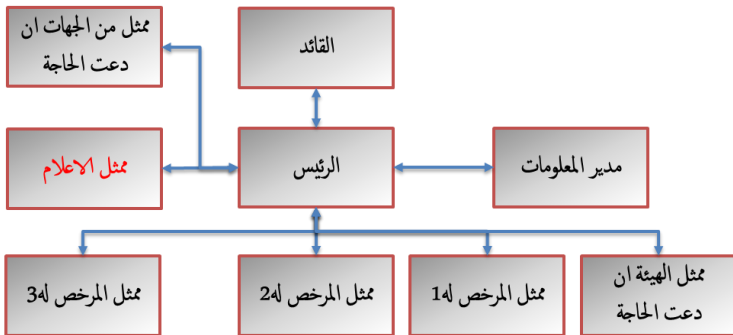 ممثل من الجهات ان
دعت الحاجة
القائد
مدير المعلومات
الرئيس
ممثل الاعلام
ممثل الهيئة ان
دعت الحاجة
ممثل المرخص له1
ممثل المرخص له2
ممثل المرخص له3